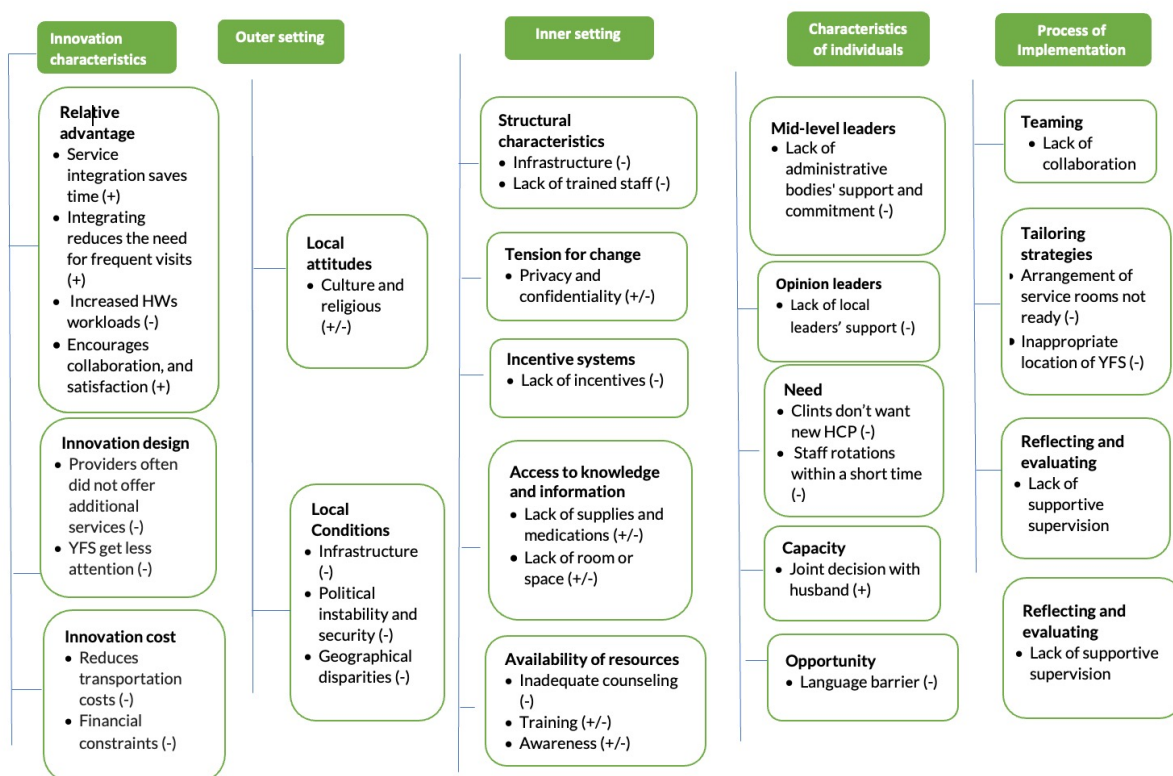 Innovation
characteristics
Relative
advantage
• Service
integration saves
time (+)
• Integrating
reduces the need
for frequent visits
(+)
• Increased HWs
workloads (-)
• Encourages
collaboration, and
satisfaction (+)
Innovation design
• Providers often
did not offer
additional
services (-)
• YFS get less
attention (-)
Innovation cost
• Reduces
transportation
costs (-)
• Financial
constraints (-)
Outer setting
Local
attitudes
• Culture and
religious
(+/-)
Local
Conditions
• Infrastructure
(-)
• Political
instability and
security (-)
• Geographical
disparities (-)
Inner setting
Structural
characteristics
• Infrastructure (-)
• Lack of trained staff (-)
Tension for change
• Privacy and
confidentiality (+/-)
Incentive systems
• Lack of incentives (-)
Access to knowledge
and information
• Lack of supplies and
medications (+/-)
• Lack of room or
space (+/-)
Availability of resources
• Inadequate counseling
(-)
• Training (+/-)
• Awareness (+/-)
Characteristics
of individuals
Mid-level leaders
• Lack of
administrative
bodies' support and
commitment (-)
Opinion leaders
• Lack of local
leaders’ support (-)
Need
• Clints don’t want
new HCP (-)
• Staff rotations
within a short time
(-)
Capacity
• Joint decision with
husband (+)
Opportunity
• Language barrier (-)
Process of
Implementation
Teaming
• Lack of
collaboration
Tailoring
strategies
• Arrangement of
service rooms not
ready (-)
• Inappropriate
location of YFS (-)
Reflecting and
evaluating
• Lack of
supportive
supervision
Reflecting and
evaluating
• Lack of supportive
supervision